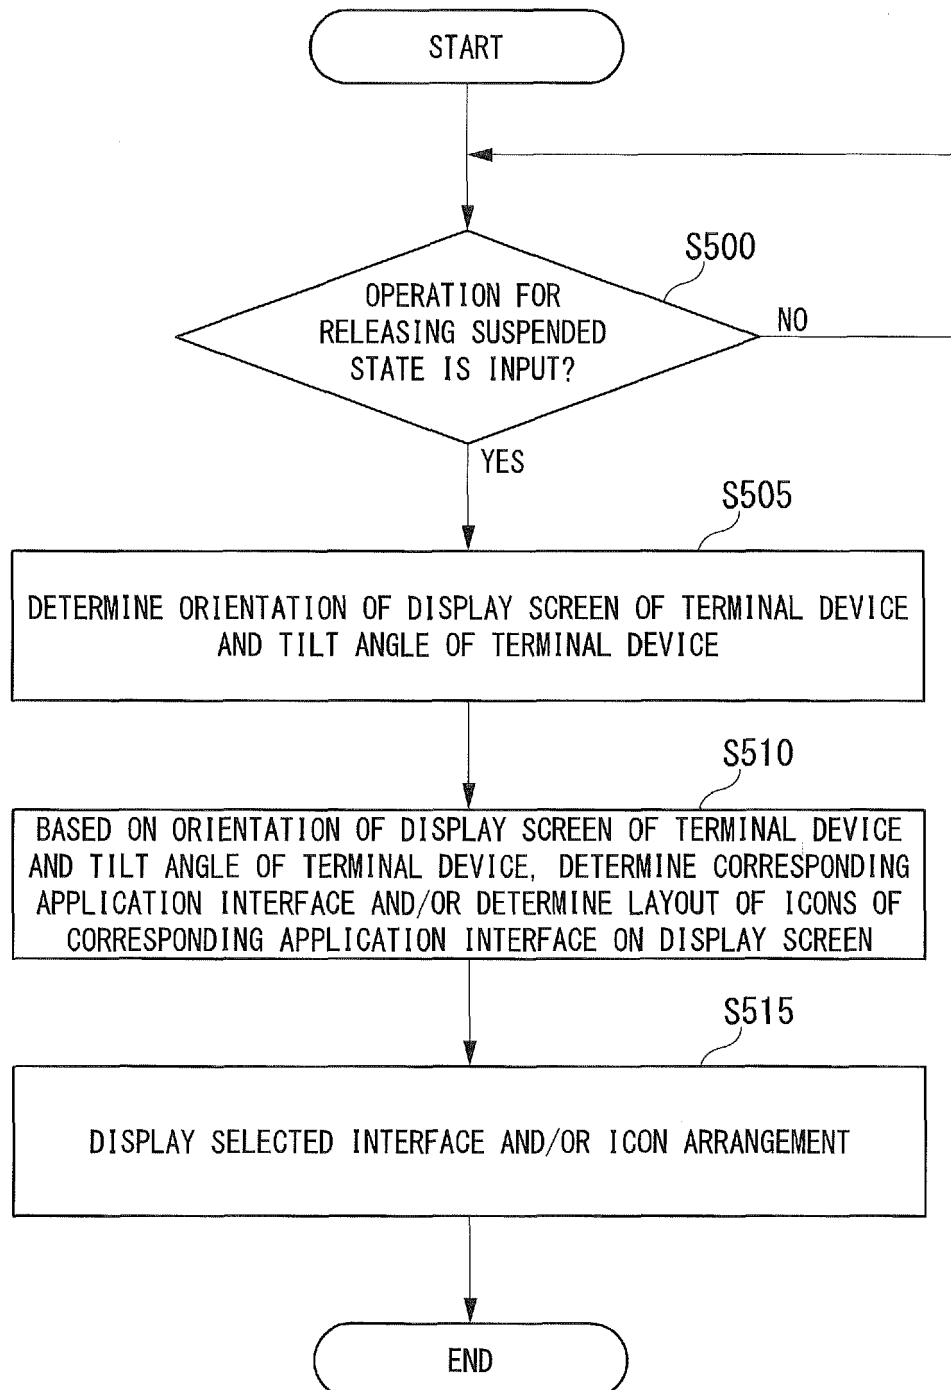 START
S500
OPERATION FOR
RELEASING SUSPENDED
STATE IS INPUT?
NO
YES
S505
DETERMINE ORIENTATION OF DISPLAY SCREEN OF TERMINAL DEVICE
AND TILT ANGLE OF TERMINAL DEVICE
S510
BASED ON ORIENTATION OF DISPLAY SCREEN OF TERMINAL DEVICE
AND TILT ANGLE OF TERMINAL DEVICE, DETERMINE CORRESPONDING
APPLICATION INTERFACE AND/OR DETERMINE LAYOUT OF ICONS OF
CORRESPONDING APPLICATION INTERFACE ON DISPLAY SCREEN
S515
DISPLAY SELECTED INTERFACE AND/OR ICON ARRANGEMENT
END